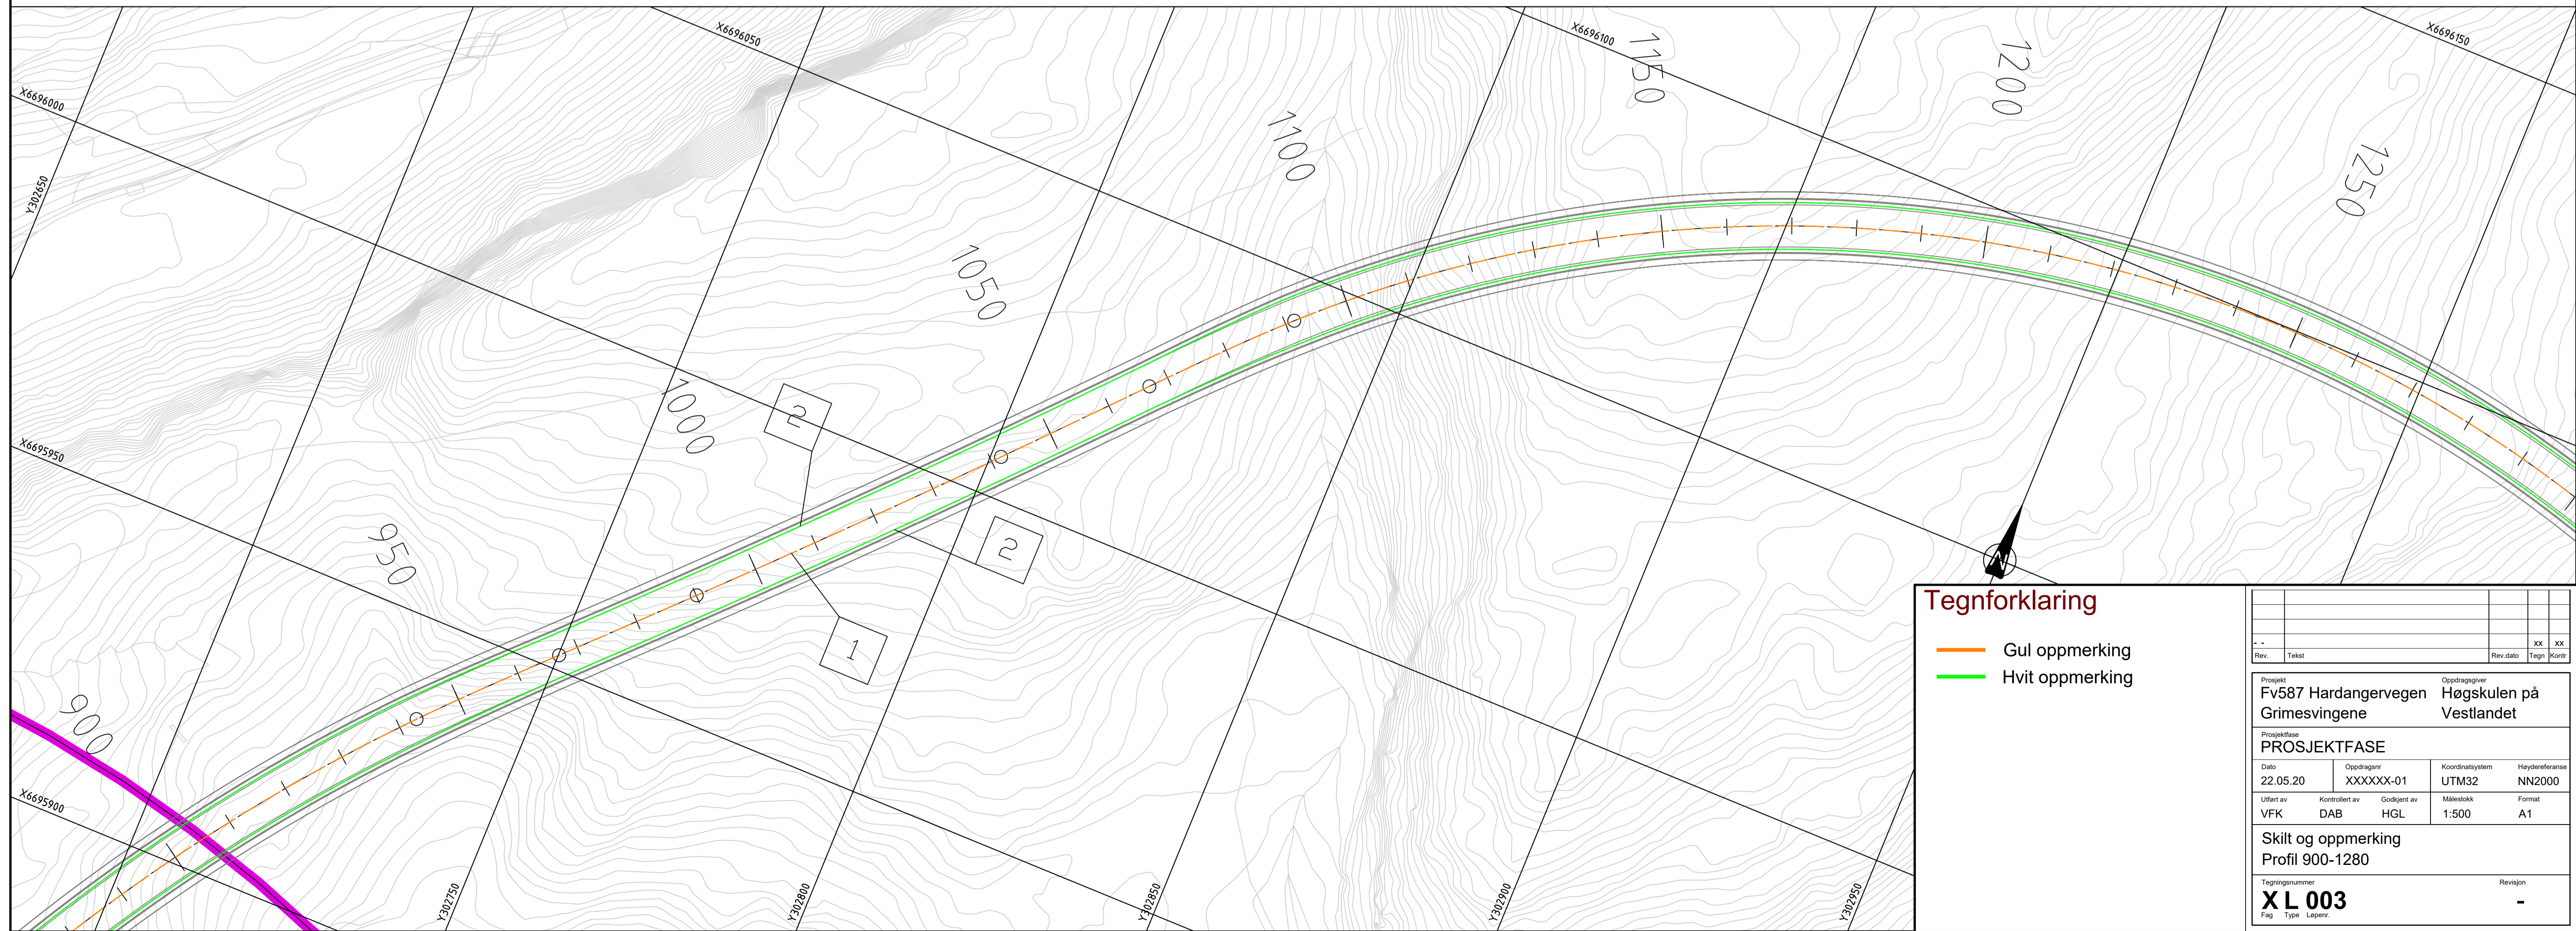 X6696050
X6696100
X6696150
X6696000
Y302650
1150
1200
1100
1250
1050
1000
2
X6695950
950
2
1
900
X6695900
Y302750
Y302800
Y302850
Y302900
Y302950
N
Tegnforklaring
Gul oppmerking
Hvit oppmerking
- - xx xx
Rev. Tekst Rev.dato Tegn Kontr
Prosjekt Oppdragsgiver
Fv587 Hardangervegen Høgskulen på
Grimesvingene Vestlandet
Prosjektfase
PROSJEKTFASE
Dato Oppdragsnr Koordinatsystem Høydereferanse
22.05.20 XXXXXX-01 UTM32 NN2000
Utført av Kontrollert av Godkjent av Målestokk Format
VFK DAB HGL 1:500 A1
Skilt og oppmerking
Profil 900-1280
Tegningsnummer Revisjon
X L 003 -
Fag Type Løpenr.